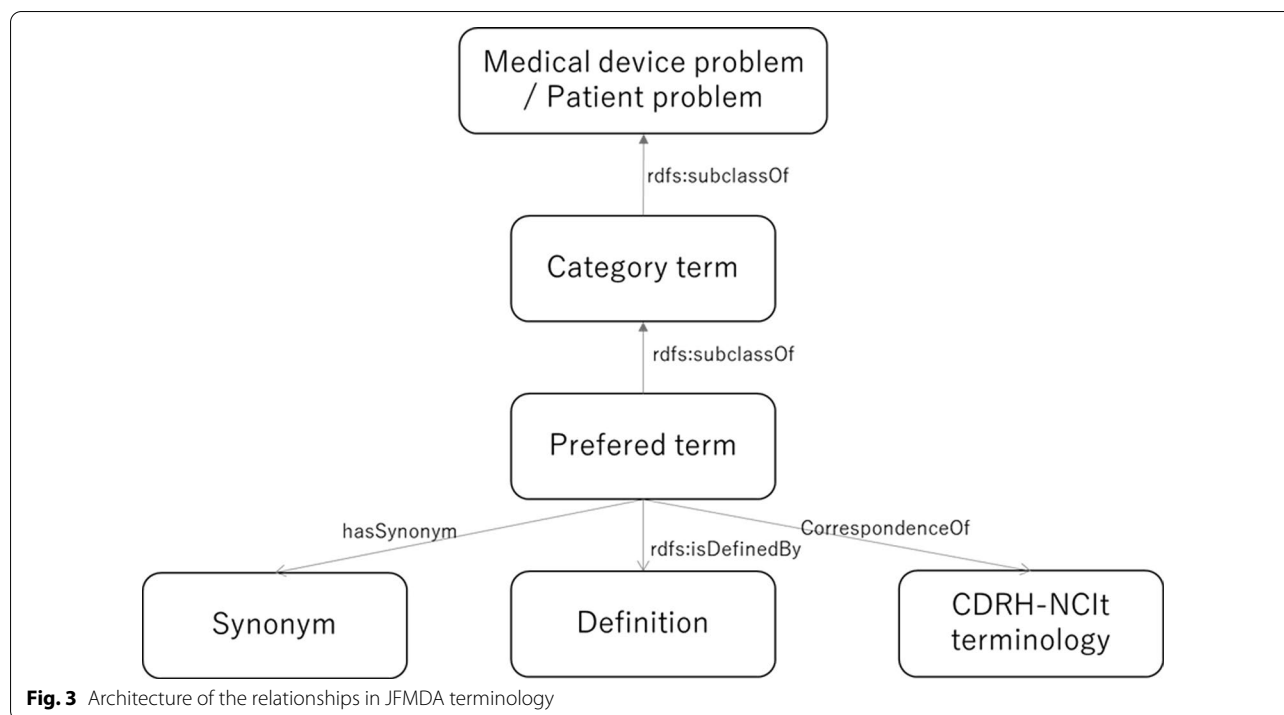 Medical device problem
/ Patient problem
rdfs:subclassOf
Category term
rdfs:subclassOf
Prefered term
hasSynonym
rdfs:isDefinedBy
CorrespondenceOf
Synonym
Definition
CDRH-NCIt
terminology
Fig. 3 Architecture of the relationships in JFMDA terminology